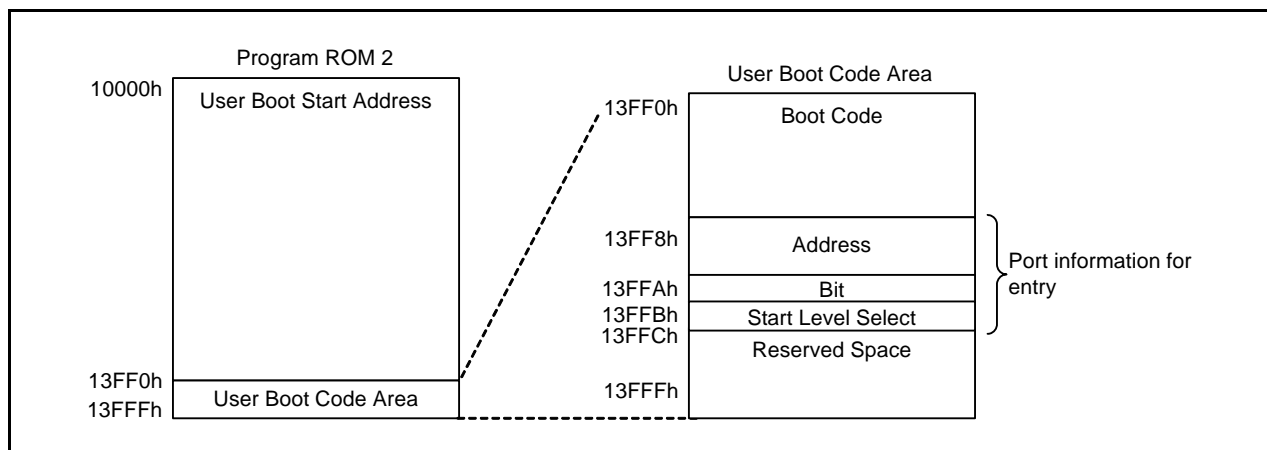 Program ROM 2
10000h
User Boot Start Address
13FF0h
User Boot Code Area
13FFFh
User Boot Code Area
13FF0h
Boot Code
13FF8h
Address
13FFAh
Bit
13FFBh
Start Level Select
13FFCh
Reserved Space
13FFFh
Port information for
entry